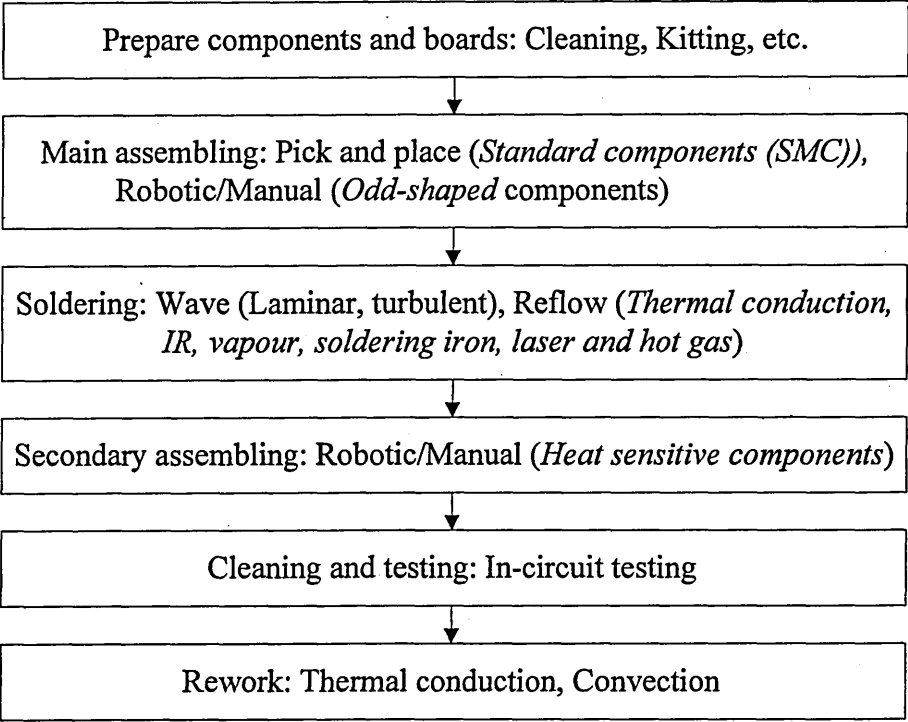 Prepare components and boards: Cleaning, Kitting, etc.
Main assembling: Pick and place (Standard components (SMC)),
Robotic/Manual (Odd-shaped components)
Soldering: Wave (Laminar, turbulent), Reflow (Thermal conduction,
IR, vapour, soldering iron, laser and hot gas)
Secondary assembling: Robotic/Manual (Heat sensitive components)
Cleaning and testing: In-circuit testing
Rework: Thermal conduction, Convection